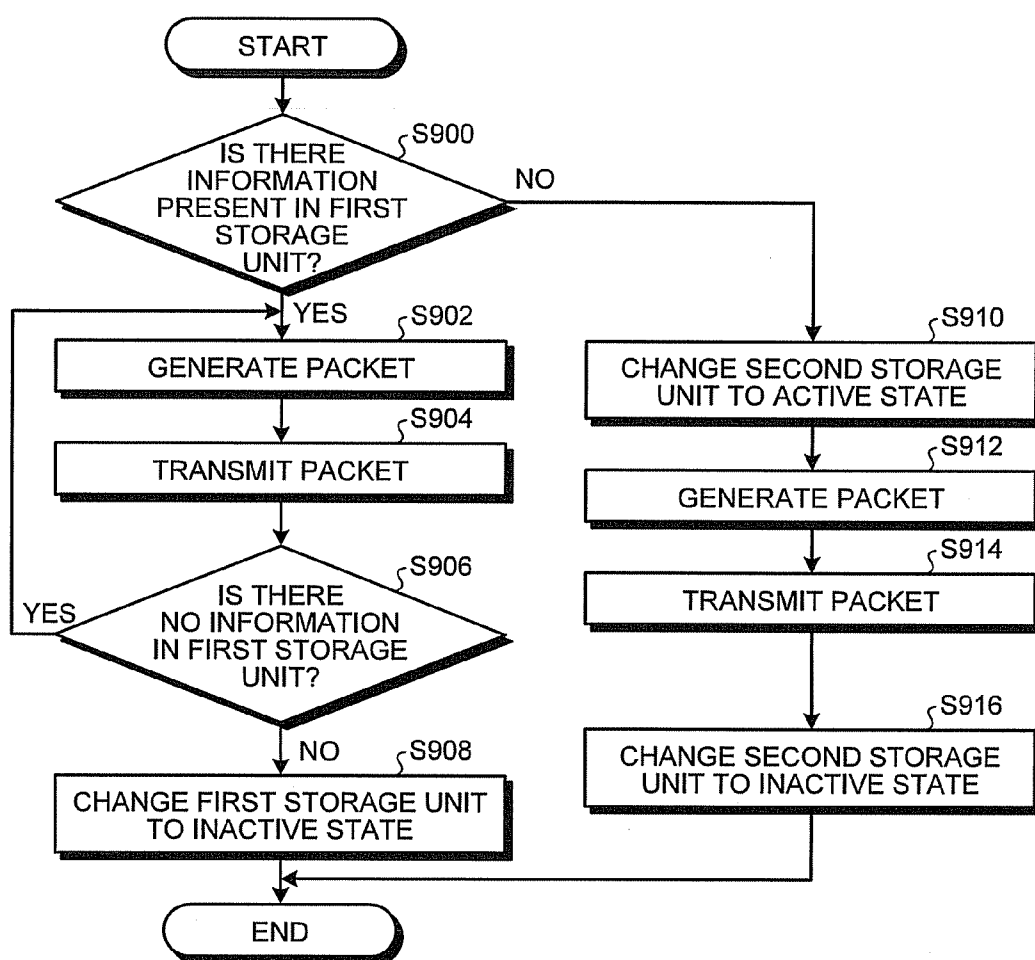 START
S900
IS THERE
INFORMATION
PRESENT IN FIRST
STORAGE
UNIT?
NO
YES
S902
GENERATE PACKET
S904
TRANSMIT PACKET
S906
IS THERE
NO INFORMATION
IN FIRST STORAGE
UNIT?
YES
NO
S908
CHANGE FIRST STORAGE UNIT
TO INACTIVE STATE
S910
CHANGE SECOND STORAGE
UNIT TO ACTIVE STATE
S912
GENERATE PACKET
S914
TRANSMIT PACKET
S916
CHANGE SECOND STORAGE
UNIT TO INACTIVE STATE
END